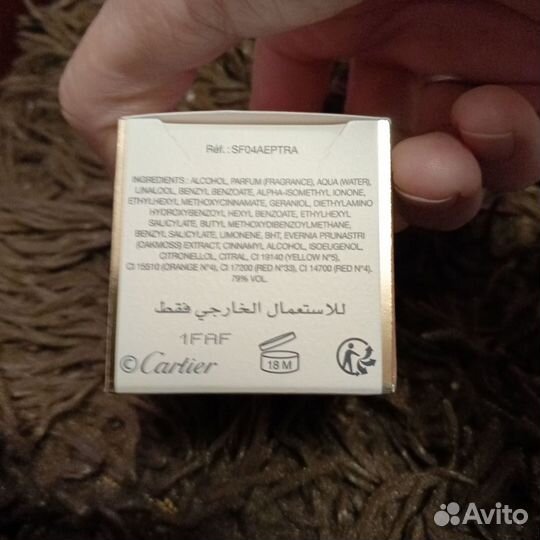 Réf.: SF04AEPTRA
INGREDIENTS: ALCOHOL, PARFUM (FRAGRANCE), AQUA (WATER),
LINALOOL, BENZYL BENZOATE, ALPHA-ISOMETHYL IONONE,
ETHYLHEXYL METHOXYCINNAMATE, GERANIOL, DIETHYLAMINO
HYDROXYBENZOYL HEXYL BENZOATE, ETHYLHEXYL
SALICYLATE, BUTYL METHOXYDIBENZOYLMETHANE,
BENZYL SALICYLATE, LIMONENE, BHT, EVERNIA PRUNASTRI
(OAKMOSS) EXTRACT, CINNAMYL ALCOHOL, ISOEUGENOL,
CITRONELLOL, CITRAL, CI 19140 (YELLOW N°5),
CI 15510 (ORANGE N°4), CI 17200 (RED N°33), CI 14700 (RED N°4).
79% VOL.
للاستعمال الخارجي فقط
1FAF
©Cartier
18 M
Avito